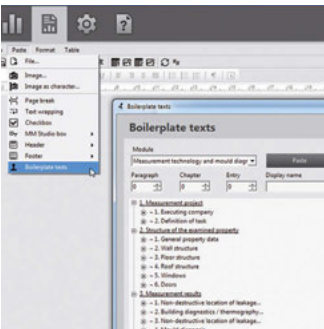 Paste Format Table
File...
Image...
Image as character...
Page break
Text wrapping
Checkbox
MM Studio box
Header
Footer
Boilerplate texts
Boilerplate texts
Boilerplate texts
Module
Measurement technology and mould diagr
Paste
Paragraph Chapter Entry Display name
0 0 0
1. Measurement project
1. Executing company
2. Definition of task
2. Structure of the examined property
1. General property data
2. Wall structure
3. Floor structure
4. Roof structure
5. Windows
6. Doors
3. Measurement results
1. Non-destructive location of leakage...
2. Building diagnostics / thermography...
3. Non-destructive location of leakage...